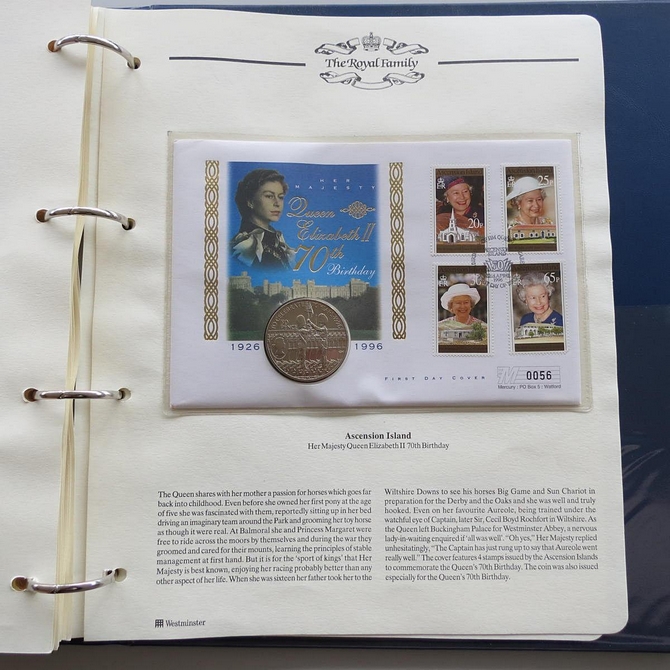 The Royal Family
HER
MAJESTY
Queen
Elizabeth II
70th
Birthday
1926 1996
20p
25p
65p
FIRST DAY COVER
M 0056
Mercury : PO Box 5 : Watford
Ascension Island
Her Majesty Queen Elizabeth II 70th Birthday
The Queen shares with her mother a passion for horses which goes far
back into childhood. Even before she owned her first pony at the age
of five she was fascinated with them, reportedly sitting up in her bed
driving an imaginary team around the Park and grooming her toy horse
as though it were real. At Balmoral she and Princess Margaret were
free to ride across the moors by themselves and during the war they
groomed and cared for their mounts, learning the principles of stable
management at first hand. But it is for the 'sport of kings' that Her
Majesty is best known, enjoying her racing probably better than any
other aspect of her life. When she was sixteen her father took her to the
Wiltshire Downs to see his horses Big Game and Sun Chariot in
preparation for the Derby and the Oaks and she was well and truly
hooked. Even on her favourite Aureole, being trained under the
watchful eye of Captain, later Sir, Cecil Boyd Rochfort in Wiltshire. As
the Queen left Buckingham Palace for Westminster Abbey, a nervous
lady-in-waiting enquired if 'all was well'. "Oh yes," Her Majesty replied
unhesitatingly, "The Captain has just rung up to say that Aureole went
really well." The cover features 4 stamps issued by the Ascension Islands
to commemorate the Queen's 70th Birthday. The coin was also issued
especially for the Queen's 70th Birthday.
Westminster